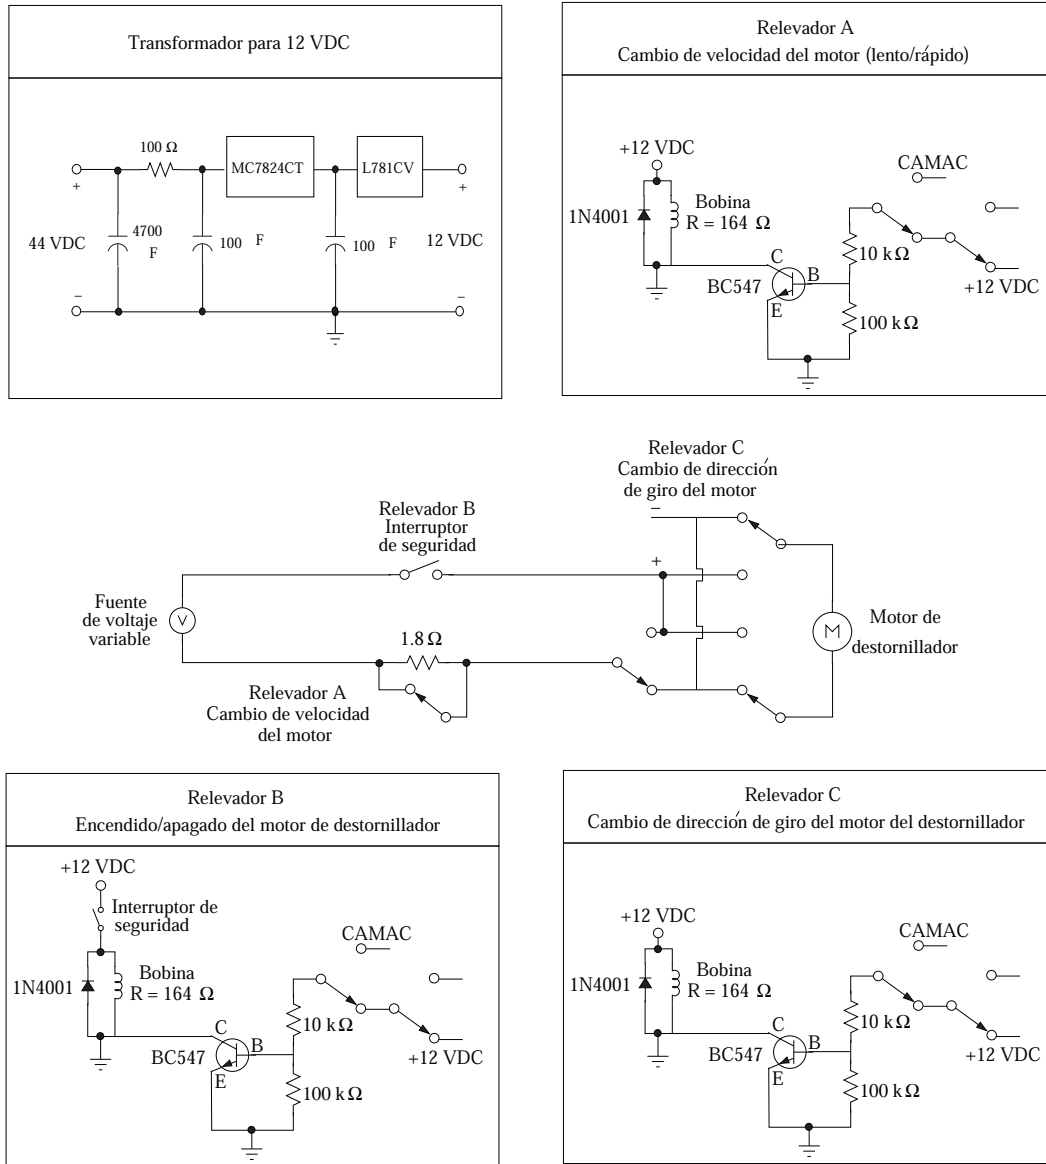 Transformador para 12 VDC
100 Ω
MC7824CT
L781CV
+
+
44 VDC
4700
F
100 F
100 F
12 VDC
−
−
Relevador A
Cambio de velocidad del motor (lento/rápido)
+12 VDC
CAMAC
1N4001
Bobina
R = 164 Ω
10 kΩ
C
B
BC547
+12 VDC
E
100 kΩ
Relevador C
Cambio de dirección
de giro del motor
−
Relevador B
Interruptor
de seguridad
+
Fuente
de voltaje
variable
V
1.8 Ω
M
Motor de
destornillador
Relevador A
Cambio de velocidad
del motor
Relevador B
Encendido/apagado del motor de destornillador
+12 VDC
Interruptor de
seguridad
CAMAC
1N4001
Bobina
R = 164 Ω
10 kΩ
C
B
BC547
+12 VDC
E
100 kΩ
Relevador C
Cambio de dirección de giro del motor del destornillador
+12 VDC
CAMAC
1N4001
Bobina
R = 164 Ω
10 kΩ
C
B
BC547
+12 VDC
E
100 kΩ